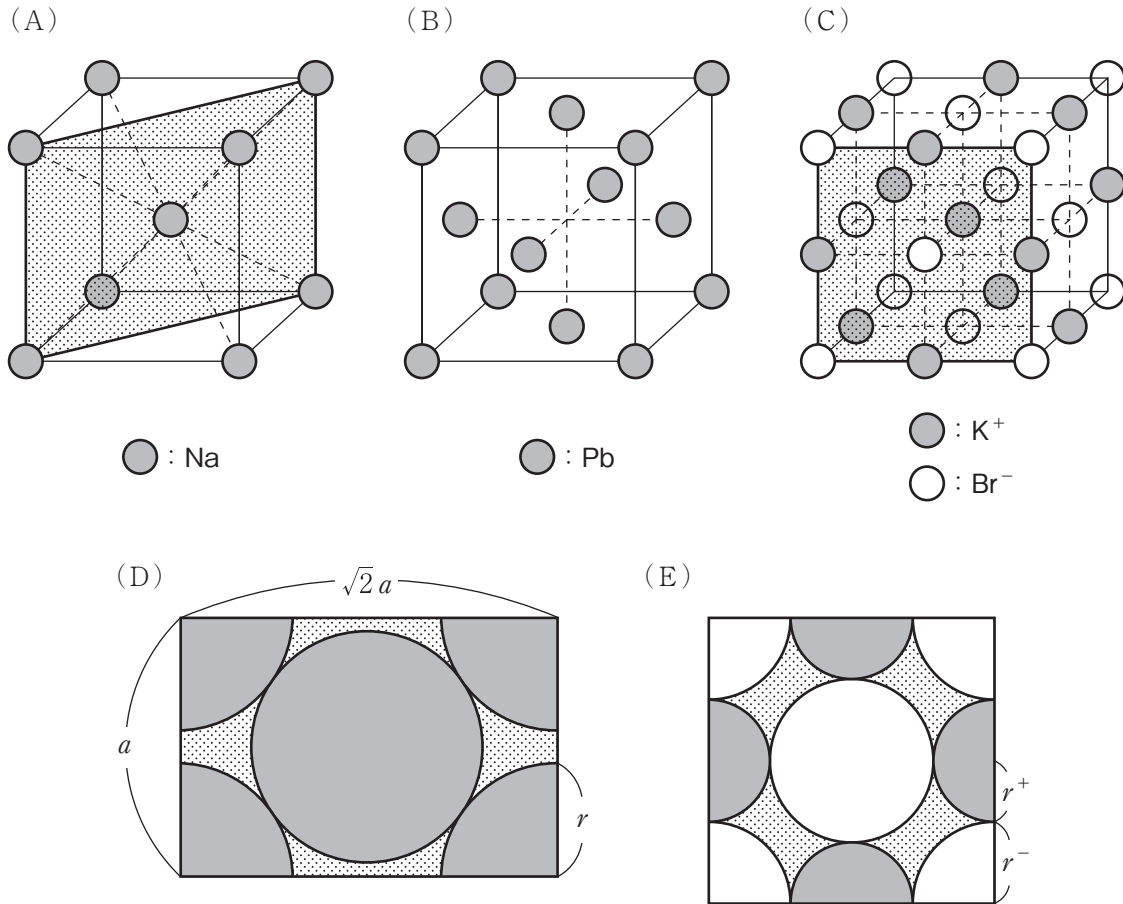 (A) (B) (C)
: Na : Pb : K⁺
: Br⁻
(D) √2 a (E)
a r r⁺
r⁻